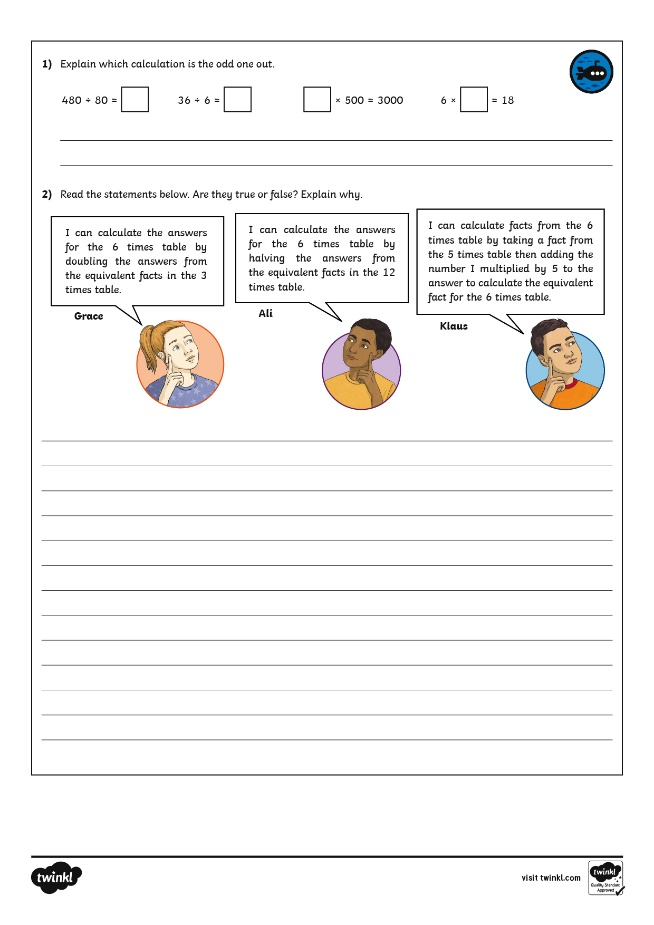 1) Explain which calculation is the odd one out.
480 ÷ 80 =
36 ÷ 6 =
× 500 = 3000
6 × = 18
2) Read the statements below. Are they true or false? Explain why.
I can calculate the answers
for the 6 times table by
doubling the answers from
the equivalent facts in the 3
times table.
Grace
I can calculate the answers
for the 6 times table by
halving the answers from
the equivalent facts in the 12
times table.
Ali
I can calculate facts from the 6
times table by taking a fact from
the 5 times table then adding the
number I multiplied by 5 to the
answer to calculate the equivalent
fact for the 6 times table.
Klaus
twinkl
visit twinkl.com
twinkl
Quality Standard
Approved